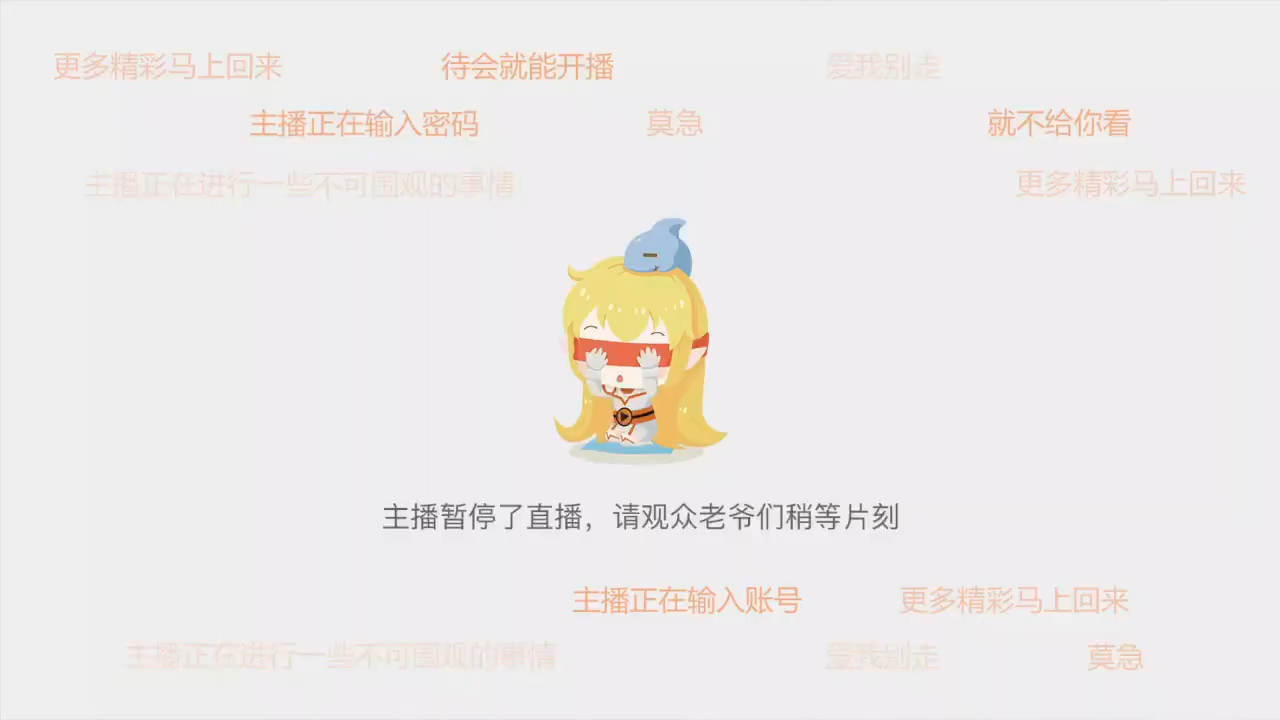 更多精彩马上回来
待会就能开播
爱我别走
主播正在输入密码
莫急
就不给你看
主播正在进行一些不可围观的事情
更多精彩马上回来
主播暂停了直播，请观众老爷们稍等片刻
主播正在输入账号
更多精彩马上回来
主播正在进行一些不可围观的事情
爱我别走
莫急